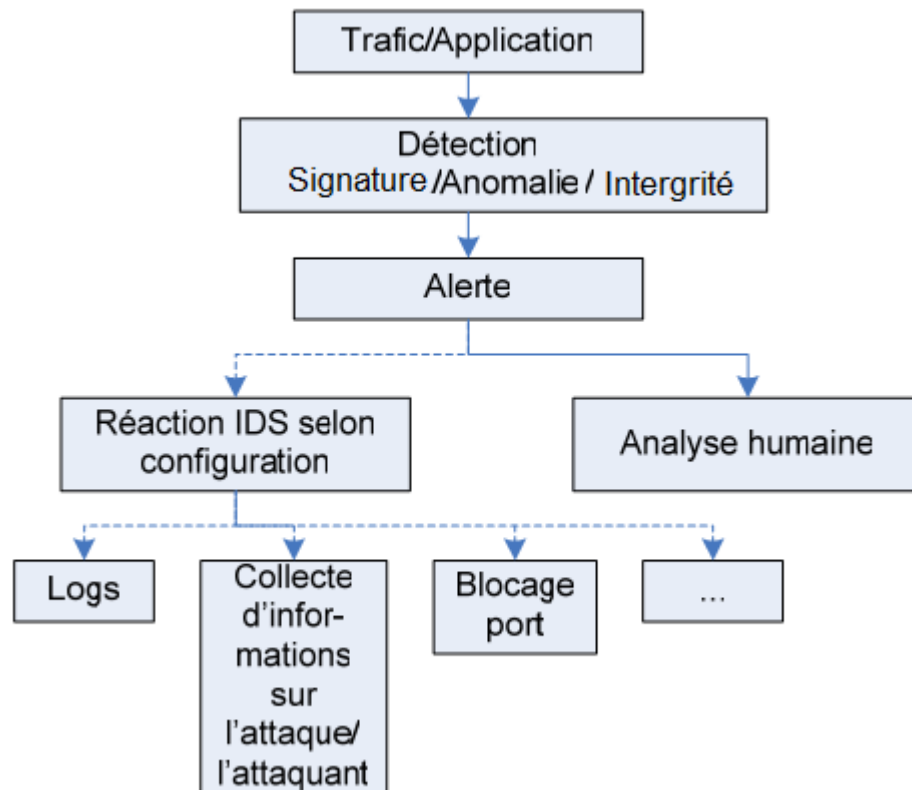 Trafic/Application
Détection
Signature/Anomalie/ Intergrité
Alerte
Réaction IDS selon
configuration
Analyse humaine
Logs
Collecte
d'infor-
mations
sur
l'attaque/
l'attaquant
Blocage
port
...